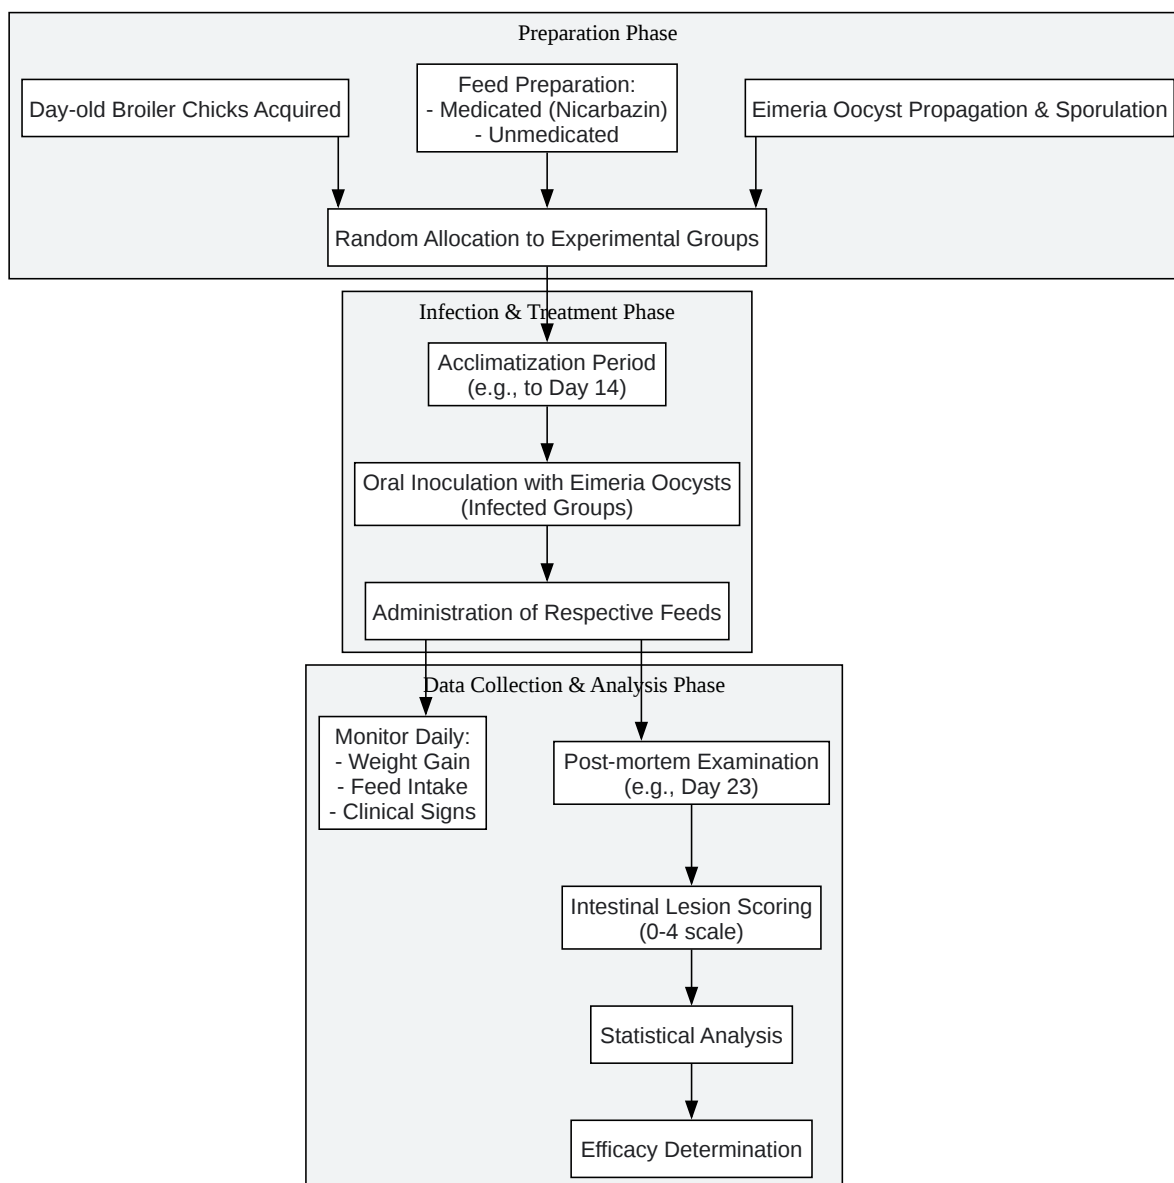 Preparation Phase
Day-old Broiler Chicks Acquired
Feed Preparation:
- Medicated (Nicarbazin)
- Unmedicated
Eimeria Oocyst Propagation & Sporulation
Random Allocation to Experimental Groups
Infection & Treatment Phase
Acclimatization Period
(e.g., to Day 14)
Oral Inoculation with Eimeria Oocysts
(Infected Groups)
Administration of Respective Feeds
Data Collection & Analysis Phase
Monitor Daily:
- Weight Gain
- Feed Intake
- Clinical Signs
Post-mortem Examination
(e.g., Day 23)
Intestinal Lesion Scoring
(0-4 scale)
Statistical Analysis
Efficacy Determination